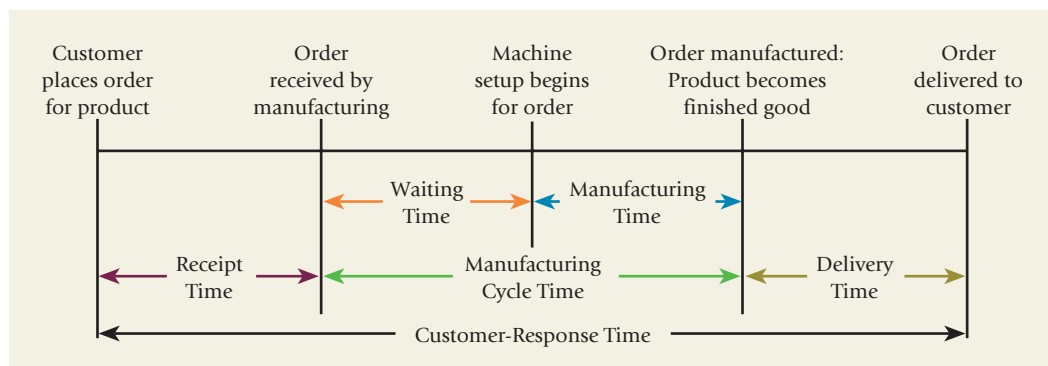 Customer
places order
for product
Order
received by
manufacturing
Machine
setup begins
for order
Order manufactured:
Product becomes
finished good
Order
delivered to
customer
Waiting
Time
Manufacturing
Time
Receipt
Time
Manufacturing
Cycle Time
Delivery
Time
Customer-Response Time